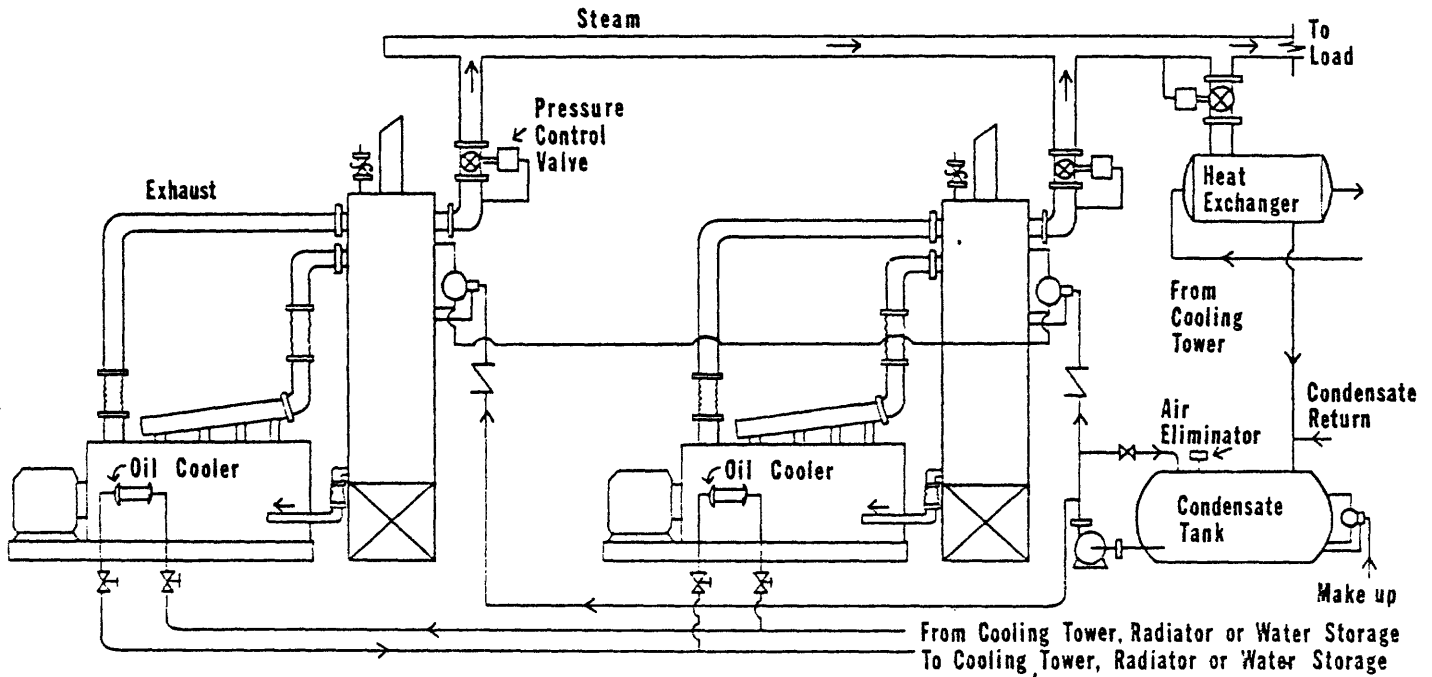 Steam
To
Load
Pressure
Control
Valve
Exhaust
Heat
Exchanger
From
Cooling
Tower
Condensate
Return
Air
Eliminator
Oil Cooler
Oil Cooler
Condensate
Tank
Make up
From Cooling Tower, Radiator or Water Storage
To Cooling Tower, Radiator or Water Storage